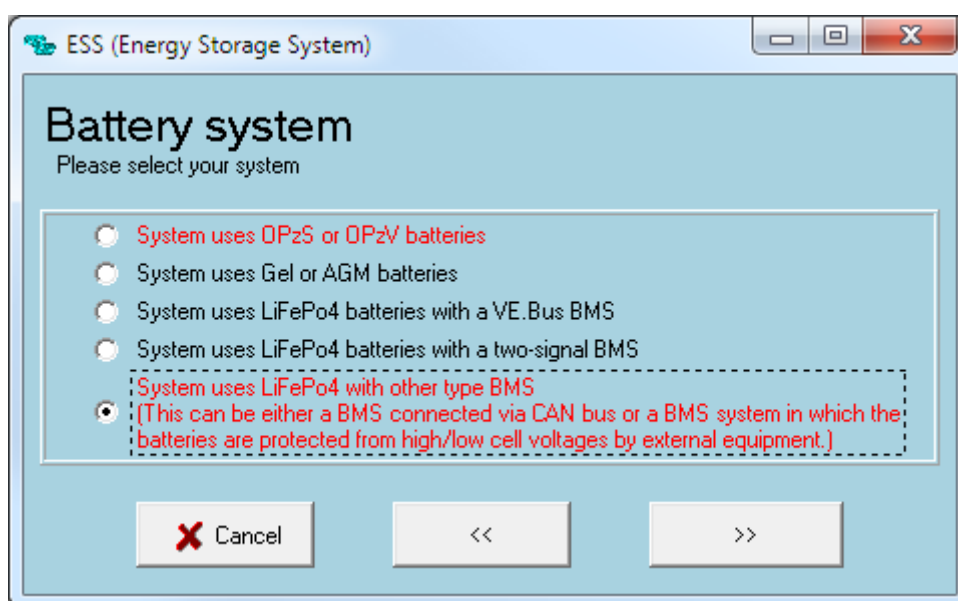 ESS (Energy Storage System)
Battery system
Please select your system
System uses OPzS or OPzV batteries
System uses Gel or AGM batteries
System uses LiFePo4 batteries with a VE.Bus BMS
System uses LiFePo4 batteries with a two-signal BMS
System uses LiFePo4 with other type BMS
(This can be either a BMS connected via CAN bus or a BMS system in which the
batteries are protected from high/low cell voltages by external equipment.)
Cancel
<<
>>